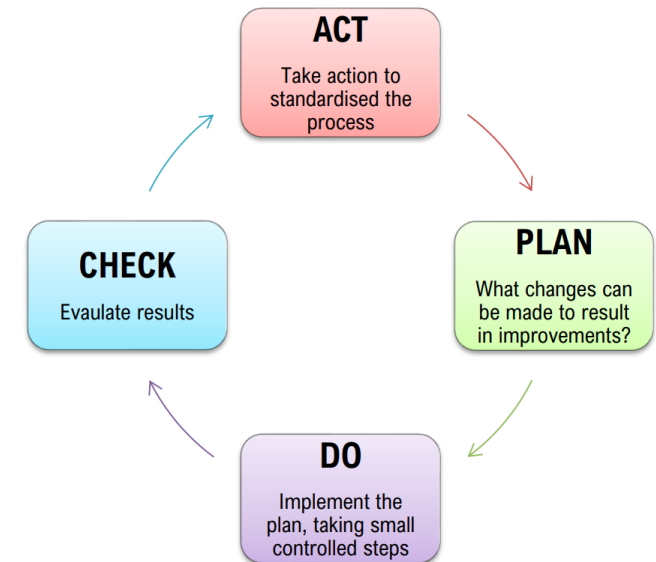 ACT
Take action to
standardised the
process
PLAN
What changes can
be made to result
in improvements?
CHECK
Evaulate results
DO
Implement the
plan, taking small
controlled steps